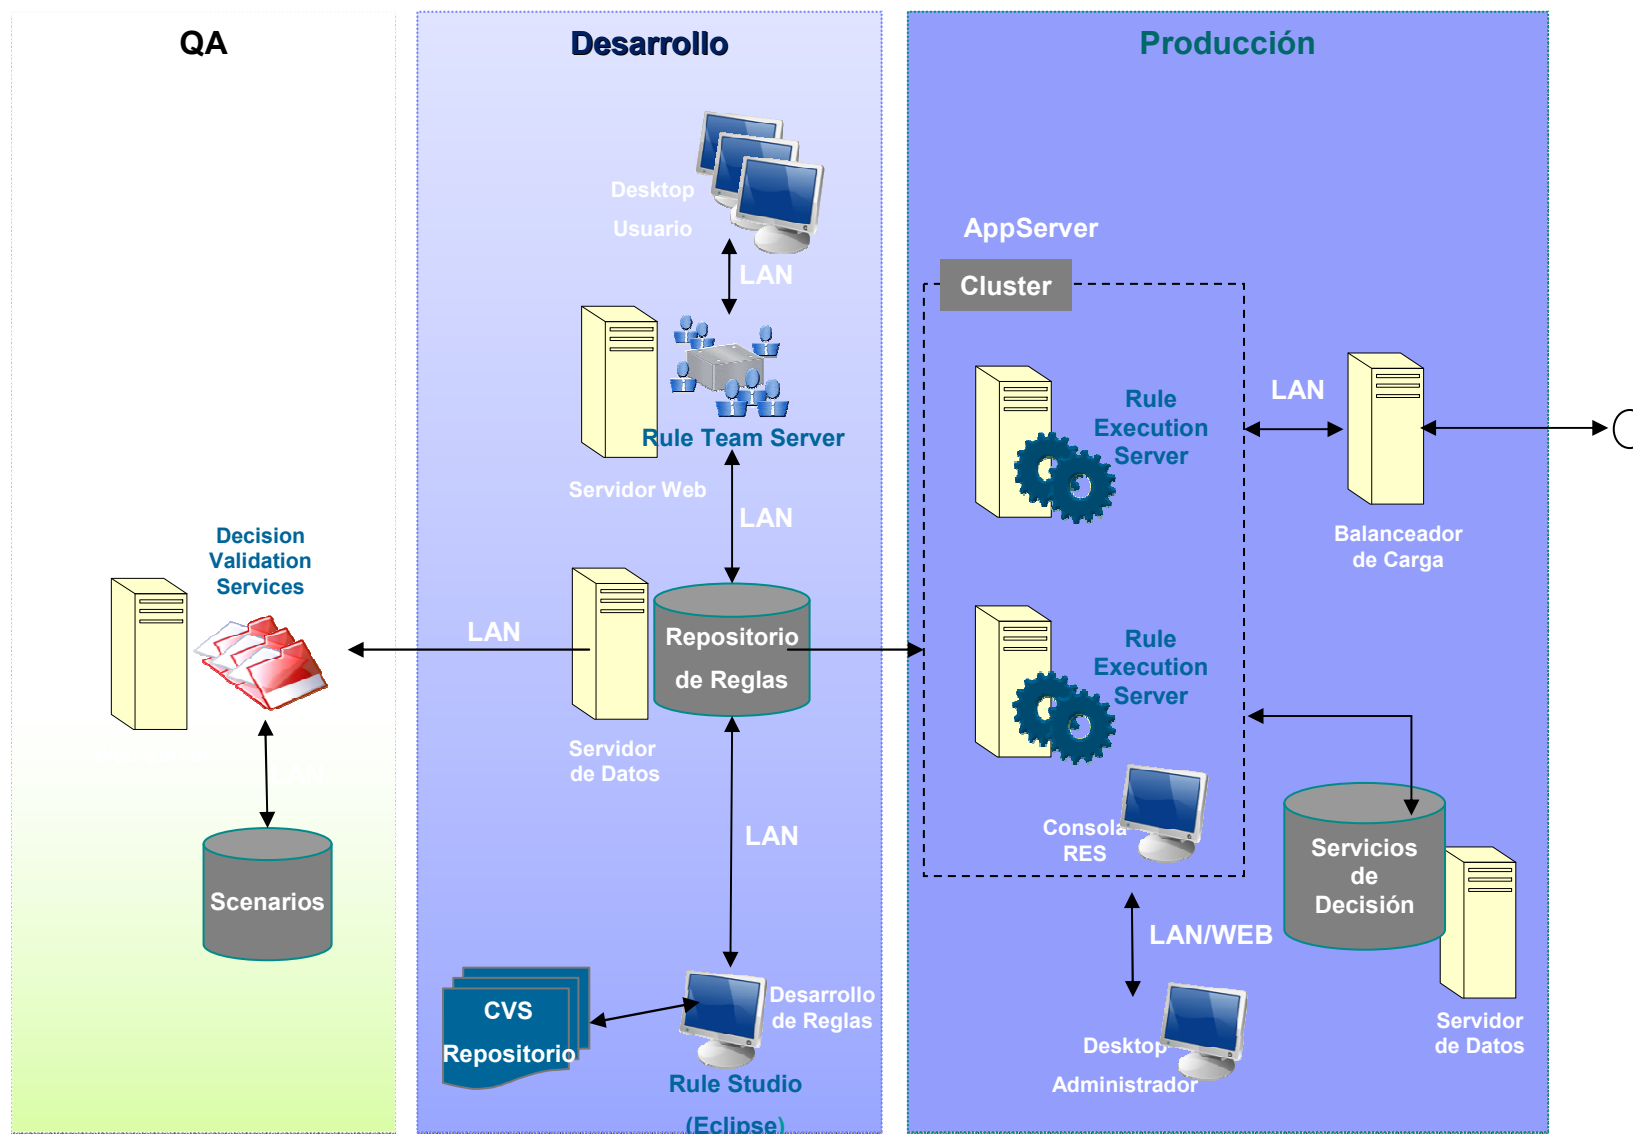 QA
Decision
Validation
Services
Scenarios
Desarrollo
Desktop
Usuario
LAN
Rule Team Server
Servidor Web
LAN
LAN
Repositorio
de Reglas
Servidor
de Datos
LAN
CVS
Repositorio
Desarrollo
de Reglas
Rule Studio
(Eclipse)
Producción
AppServer
Cluster
Rule
Execution
Server
LAN
Balanceador
de Carga
Rule
Execution
Server
Consola
RES
Servicios
de
Decisión
LAN/WEB
Desktop
Administrador
Servidor
de Datos